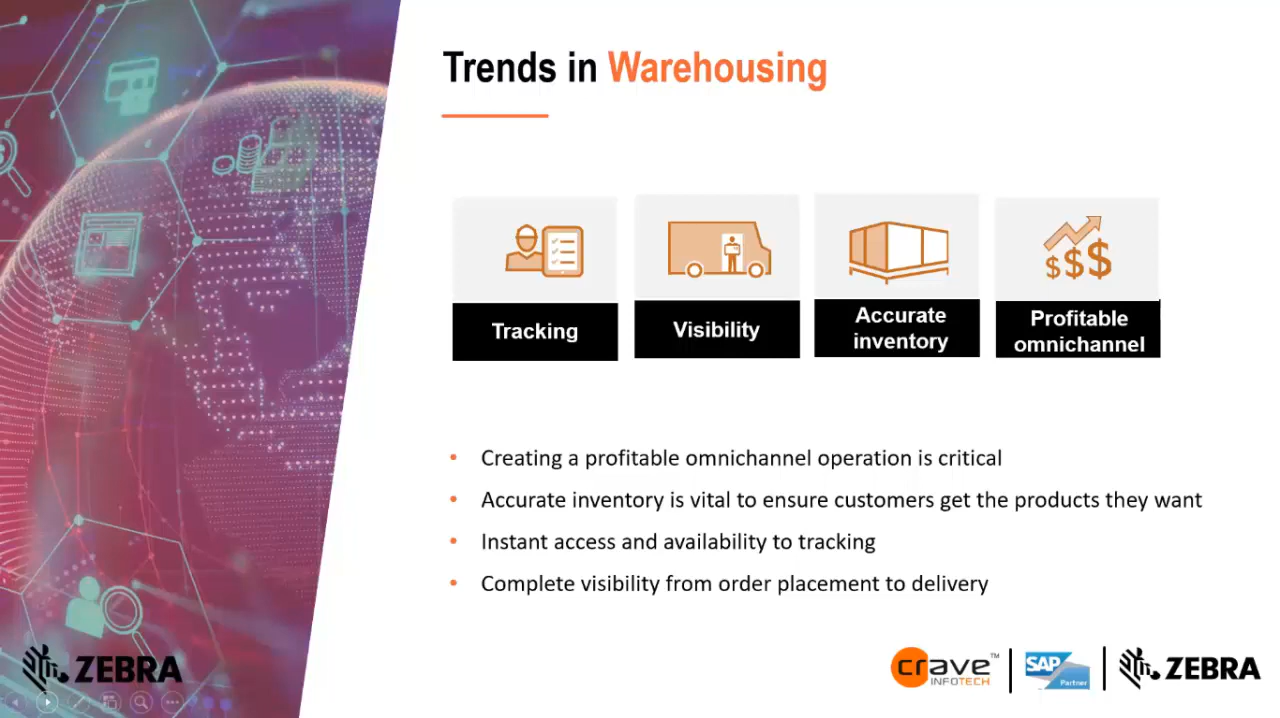 Trends in Warehousing
Tracking
Visibility
Accurate
inventory
Profitable
omnichannel
$$$
• Creating a profitable omnichannel operation is critical
• Accurate inventory is vital to ensure customers get the products they want
• Instant access and availability to tracking
• Complete visibility from order placement to delivery
ZEBRA
crave™
INFOTECH
SAP
Partner
ZEBRA